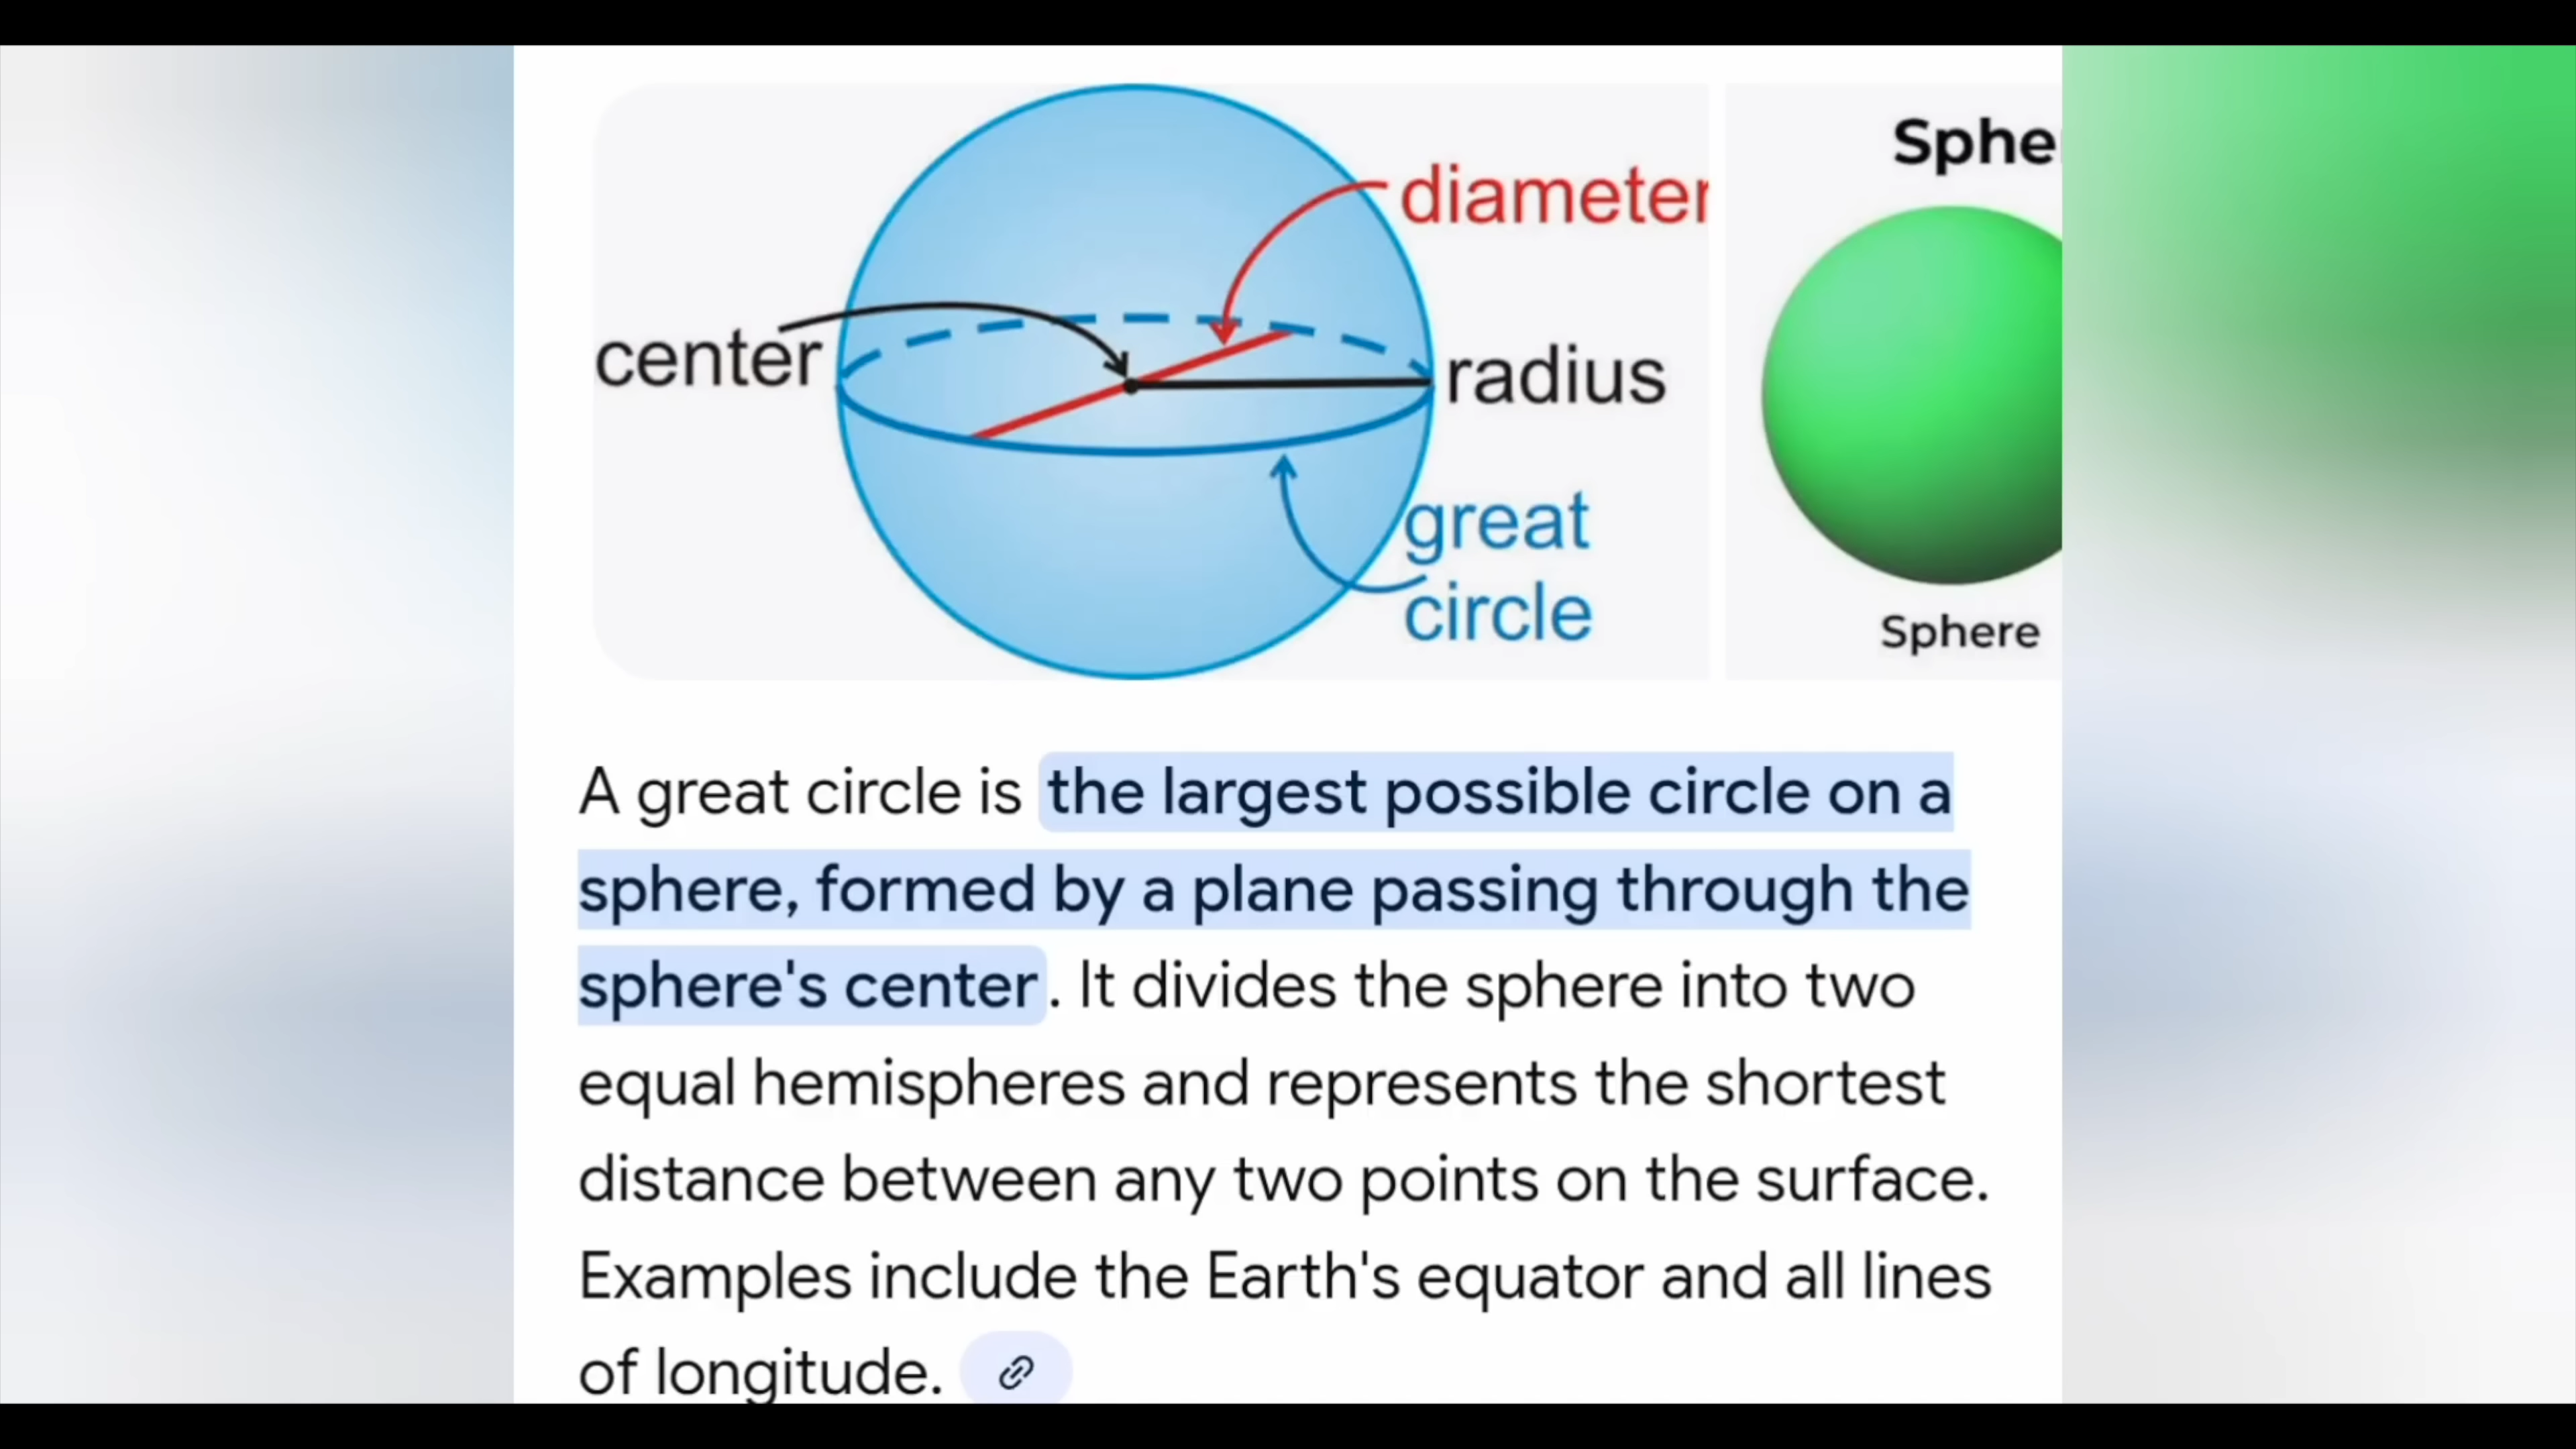 diameter
center
radius
great
circle
Sphe
Sphere
A great circle is the largest possible circle on a
sphere, formed by a plane passing through the
sphere's center. It divides the sphere into two
equal hemispheres and represents the shortest
distance between any two points on the surface.
Examples include the Earth's equator and all lines
of longitude.